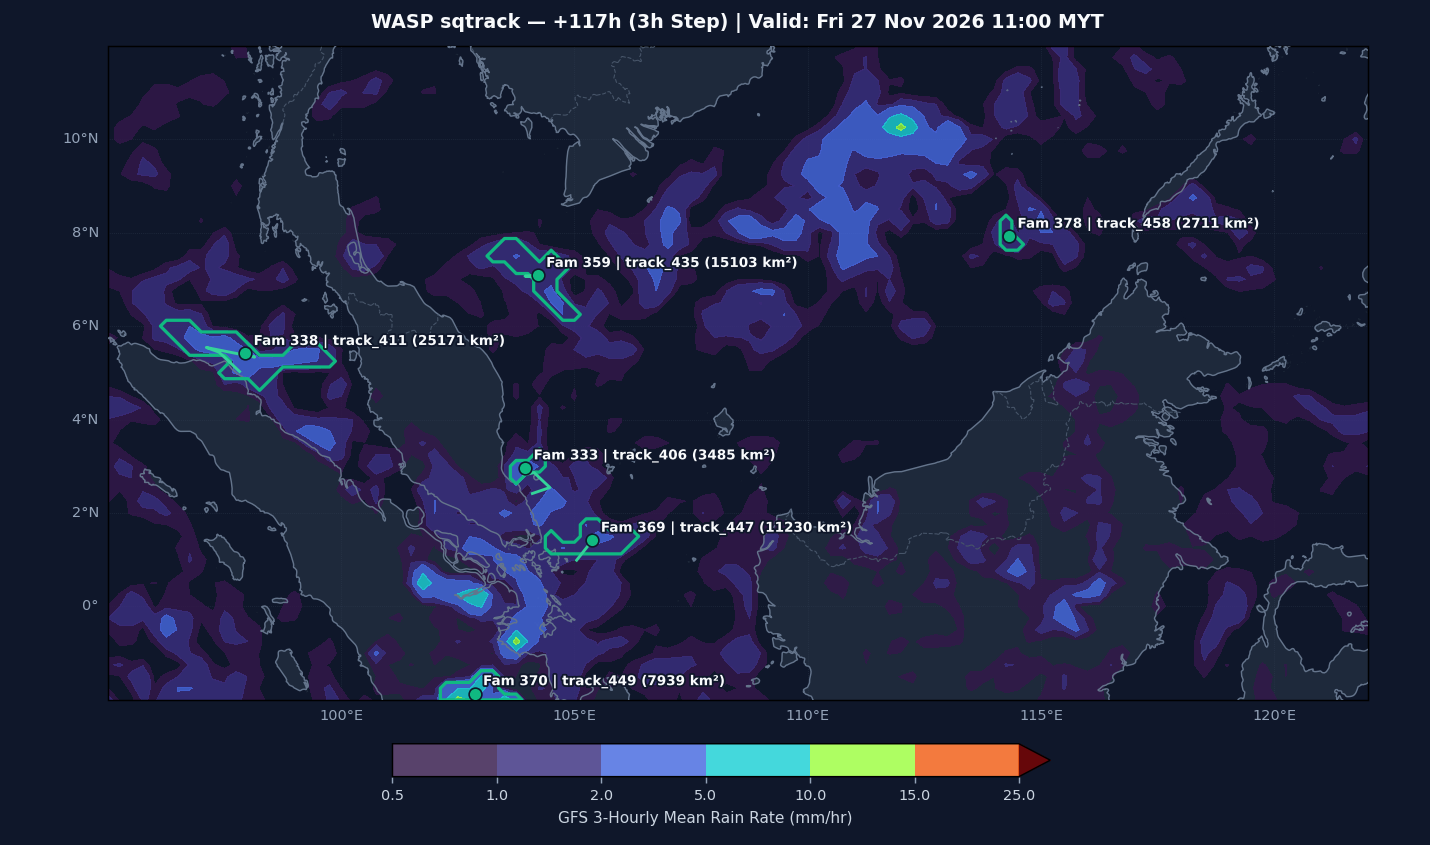 WASP sqtrack — +117h (3h Step) | Valid: Fri 27 Nov 2026 11:00 MYT
10°N
8°N
6°N
4°N
2°N
0°
Fam 378 | track_458 (2711 km²)
Fam 359 | track_435 (15103 km²)
Fam 338 | track_411 (25171 km²)
Fam 333 | track_406 (3485 km²)
Fam 369 | track_447 (11230 km²)
Fam 370 | track_449 (7939 km²)
100°E 105°E 110°E 115°E 120°E
0.5 1.0 2.0 5.0 10.0 15.0 25.0
GFS 3-Hourly Mean Rain Rate (mm/hr)